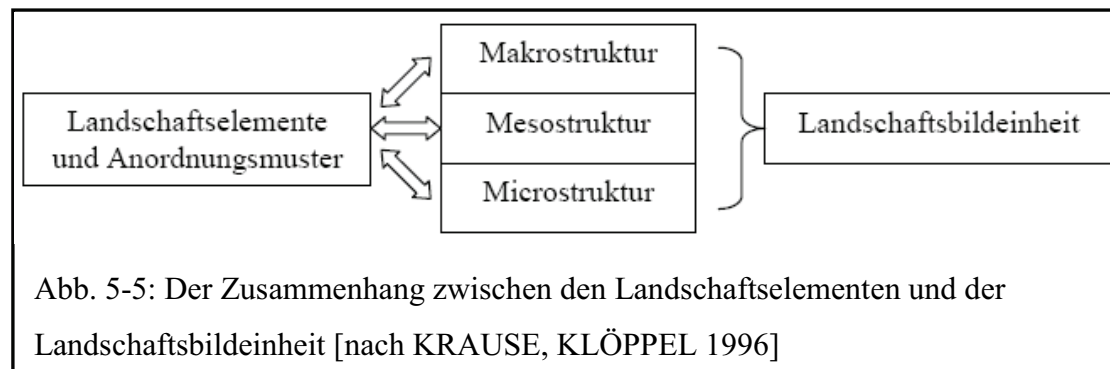 Landschaftselemente
und Anordnungsmuster
Makrostruktur
Mesostruktur
Microstruktur
Landschaftsbildeinheit
Abb. 5-5: Der Zusammenhang zwischen den Landschaftselementen und der
Landschaftsbildeinheit [nach KRAUSE, KLÖPPEL 1996]